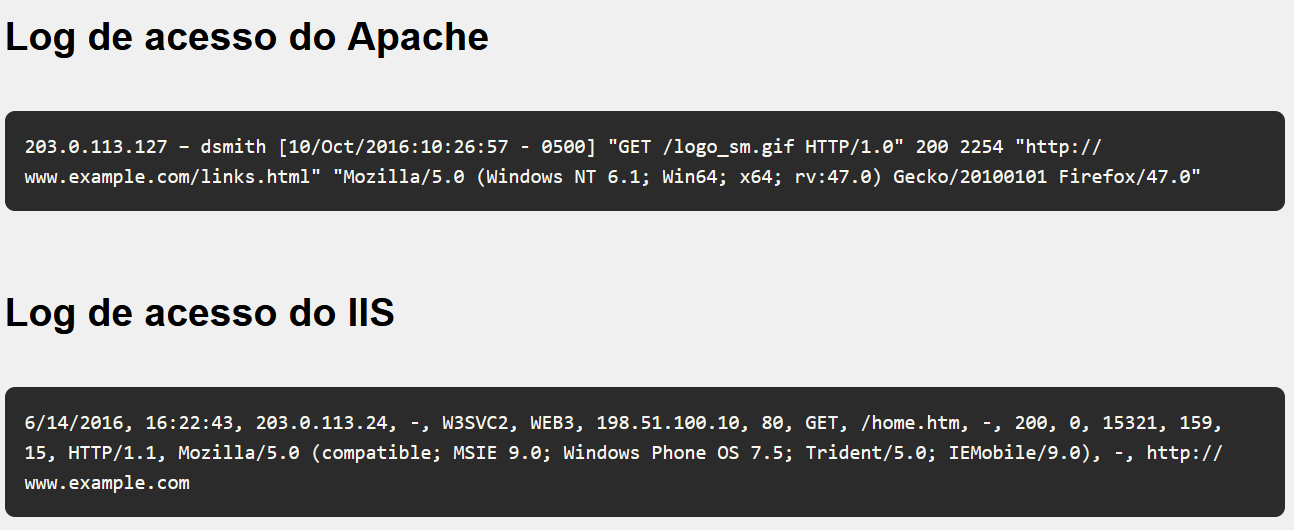 Log de acesso do Apache
203.0.113.127 – dsmith [10/Oct/2016:10:26:57 - 0500] "GET /logo_sm.gif HTTP/1.0" 200 2254 "http://
www.example.com/links.html" "Mozilla/5.0 (Windows NT 6.1; Win64; x64; rv:47.0) Gecko/20100101 Firefox/47.0"
Log de acesso do IIS
6/14/2016, 16:22:43, 203.0.113.24, -, W3SVC2, WEB3, 198.51.100.10, 80, GET, /home.htm, -, 200, 0, 15321, 159,
15, HTTP/1.1, Mozilla/5.0 (compatible; MSIE 9.0; Windows Phone OS 7.5; Trident/5.0; IEMobile/9.0), -, http://
www.example.com